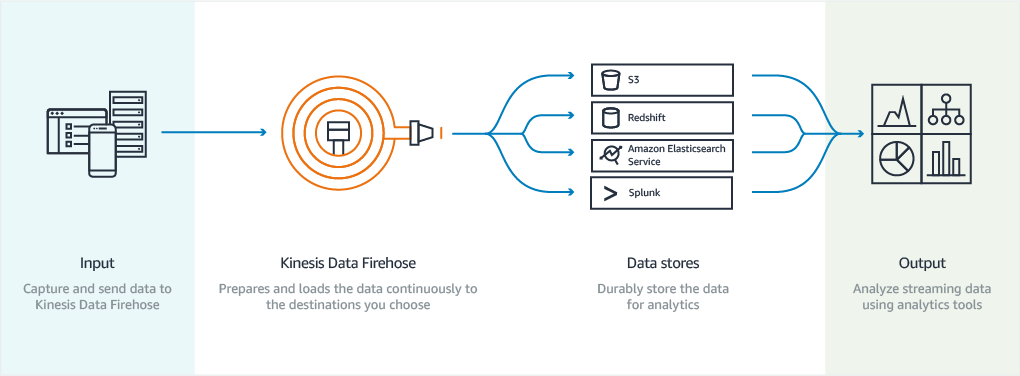 S3
Redshift
Amazon Elasticsearch
Service
Splunk
Input
Capture and send data to
Kinesis Data Firehose
Kinesis Data Firehose
Prepares and loads the data continuously to
the destinations you choose
Data stores
Durably store the data
for analytics
Output
Analyze streaming data
using analytics tools